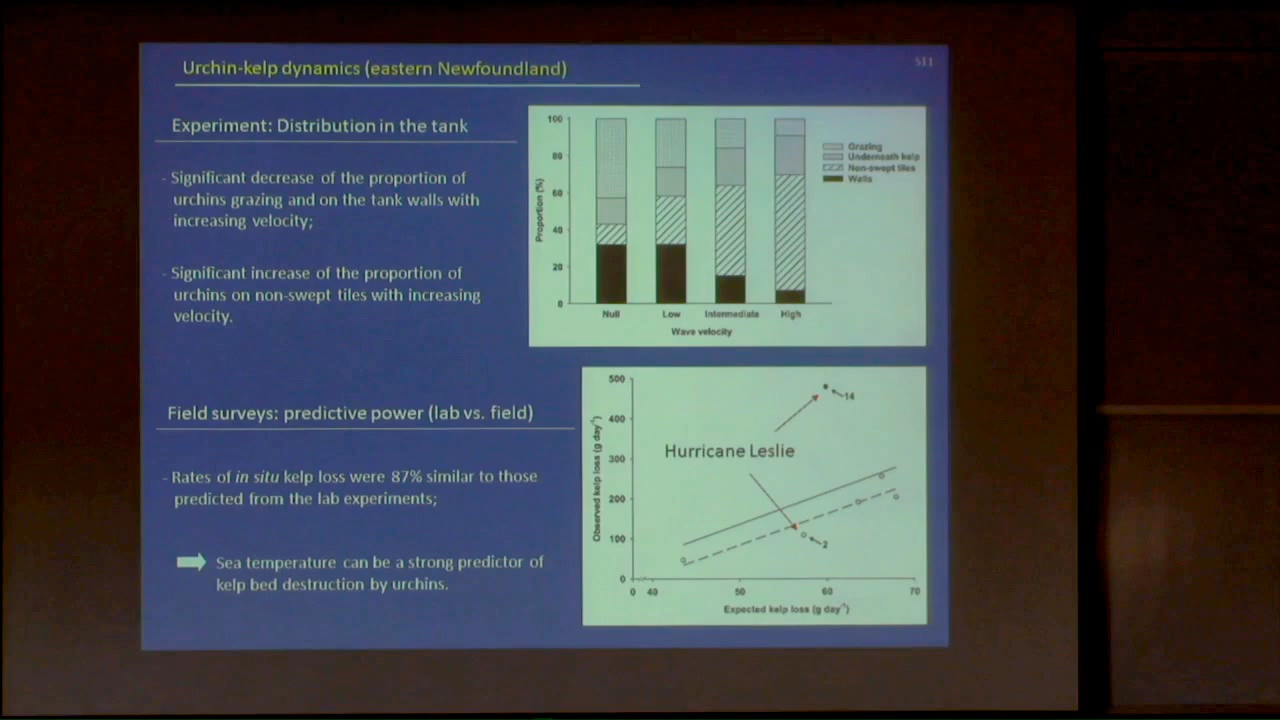 Urchin-kelp dynamics (eastern Newfoundland)
S11
Experiment: Distribution in the tank
- Significant decrease of the proportion of
urchins grazing and on the tank walls with
increasing velocity;
- Significant increase of the proportion of
urchins on non-swept tiles with increasing
velocity.
100
80
60
40
20
0
Proportion (%)
Null Low Intermediate High
Wave velocity
Grazing
Underneath kelp
Non-swept tiles
Walls
Field surveys: predictive power (lab vs. field)
- Rates of in situ kelp loss were 87% similar to those
predicted from the lab experiments;
Sea temperature can be a strong predictor of
kelp bed destruction by urchins.
500
400
300
200
100
0
Observed kelp loss (g day⁻¹)
14
Hurricane Leslie
2
0 40 50 60 70
Expected kelp loss (g day⁻¹)